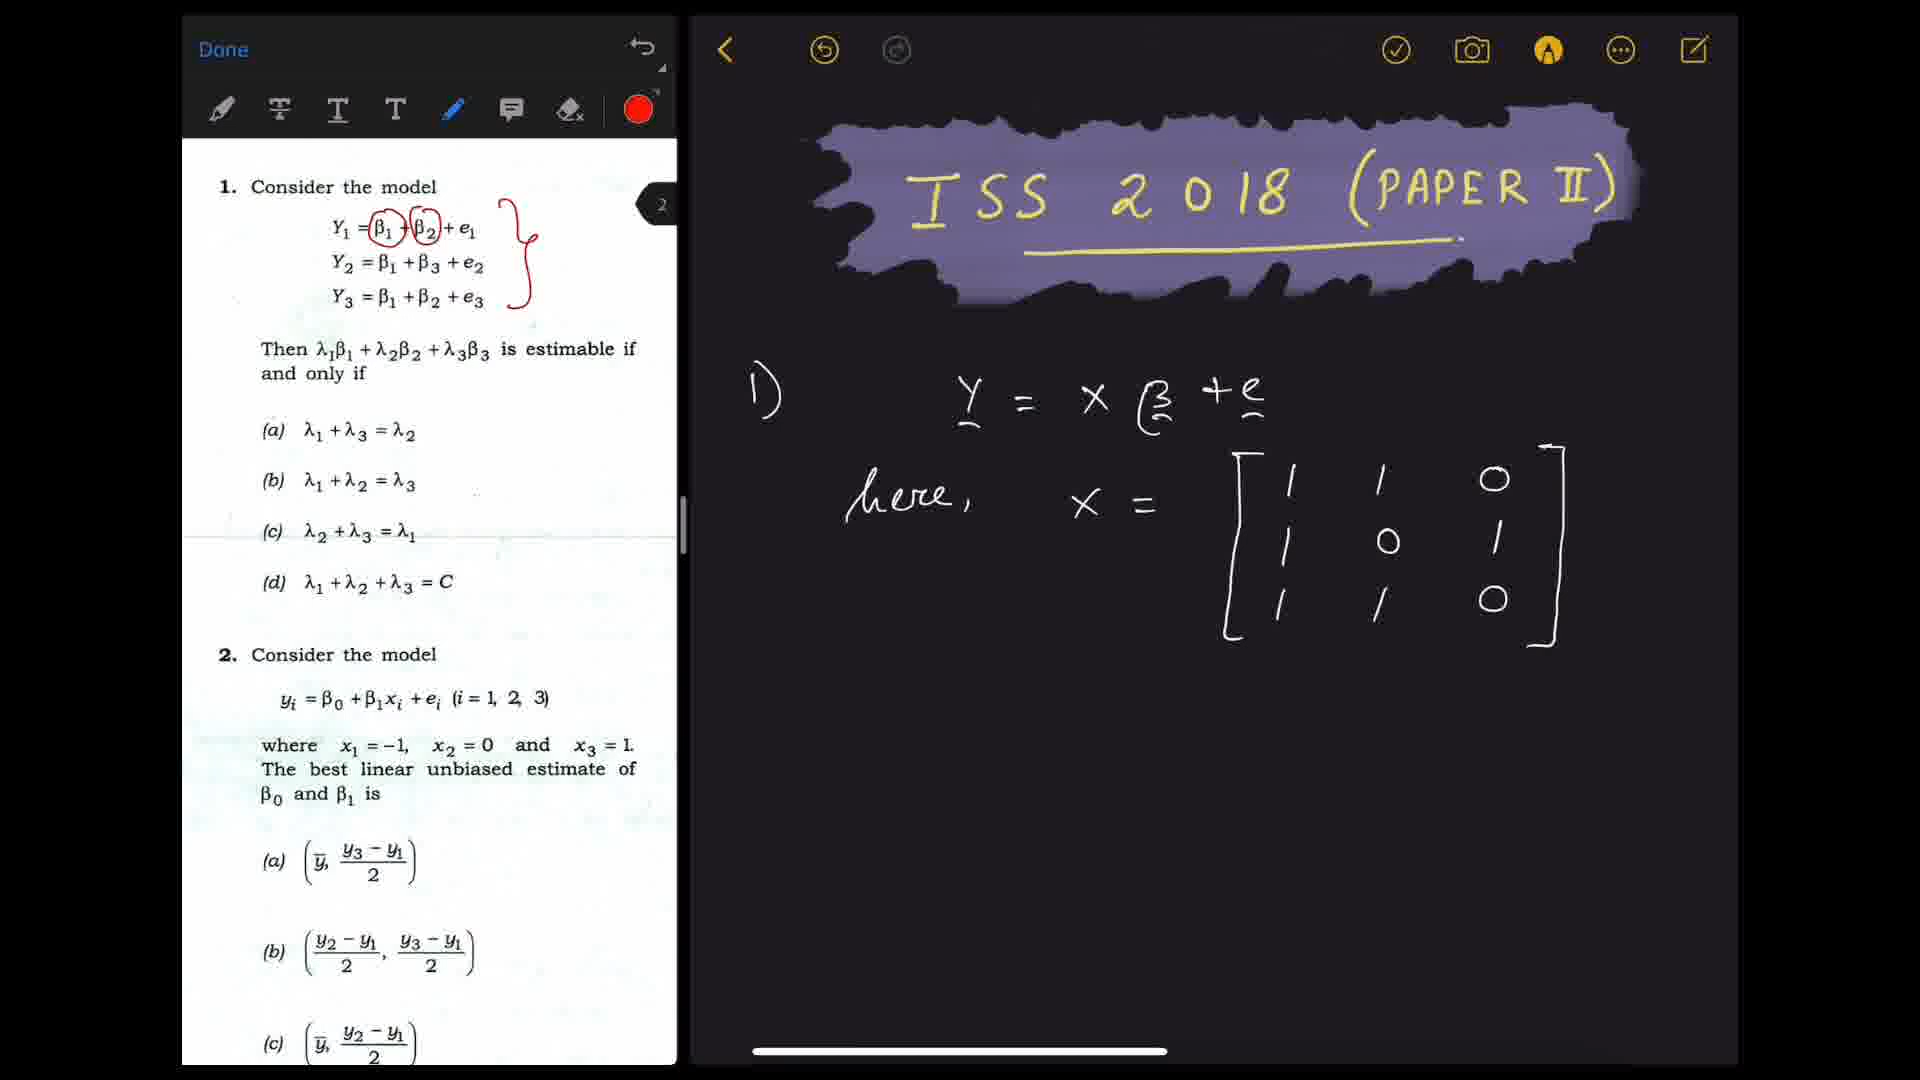 Done
2
1. Consider the model
Y₁ = β₁ + β₂ + e₁
Y₂ = β₁ + β₃ + e₂
Y₃ = β₁ + β₂ + e₃
Then λ₁β₁ + λ₂β₂ + λ₃β₃ is estimable if
and only if
(a) λ₁ + λ₃ = λ₂
(b) λ₁ + λ₂ = λ₃
(c) λ₂ + λ₃ = λ₁
(d) λ₁ + λ₂ + λ₃ = C
2. Consider the model
yᵢ = β₀ + β₁xᵢ + eᵢ (i = 1, 2, 3)
where x₁ = −1, x₂ = 0 and x₃ = 1.
The best linear unbiased estimate of
β₀ and β₁ is
(a) (ȳ, (y₃ − y₁)/2)
(b) ((y₂ − y₁)/2, (y₃ − y₁)/2)
(c) (ȳ, (y₂ − y₁)/2)
ISS 2018 (PAPER II)
1) Y = X β + e
here, X =
1 1 0
1 0 1
1 1 0